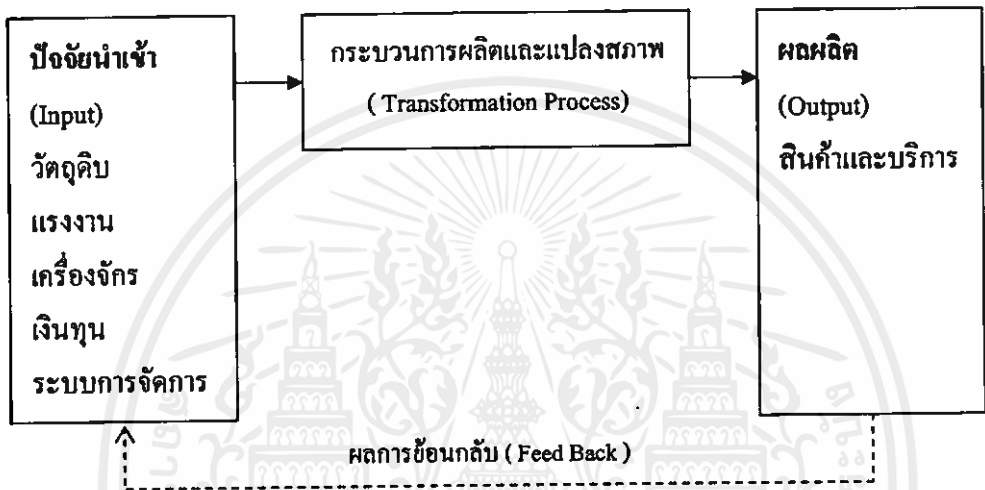 ปัจจัยนำเข้า
(Input)
วัตถุดิบ
แรงงาน
เครื่องจักร
เงินทุน
ระบบการจัดการ
กระบวนการผลิตและแปลงสภาพ
( Transformation Process)
ผลผลิต
(Output)
สินค้าและบริการ
ผลการย้อนกลับ ( Feed Back )